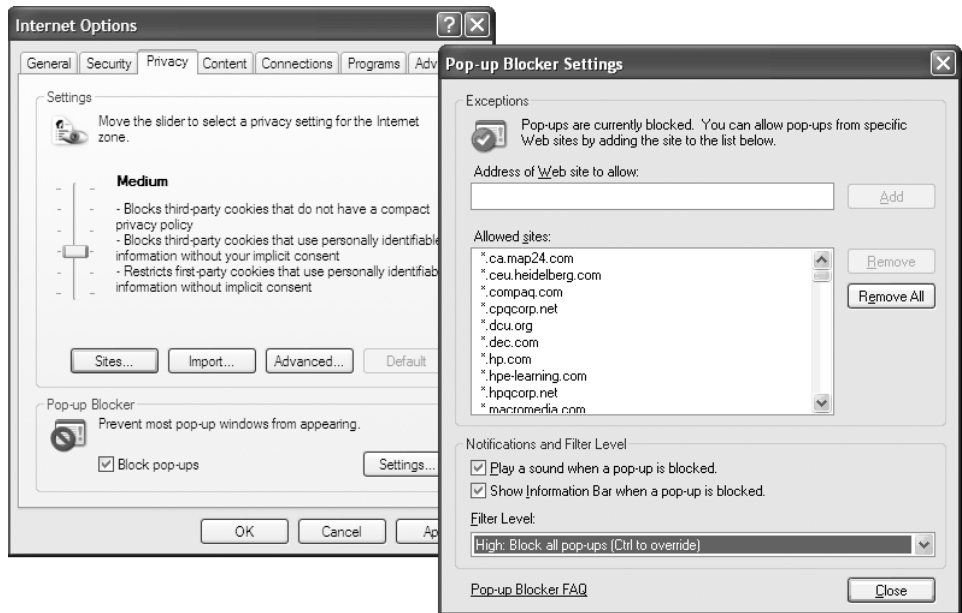 Internet Options
General Security Privacy Content Connections Programs Adv
Settings
Move the slider to select a privacy setting for the Internet
zone.
Medium
- Blocks third-party cookies that do not have a compact
privacy policy
- Blocks third-party cookies that use personally identifiable
information without your implicit consent
- Restricts first-party cookies that use personally identifiab
information without implicit consent
Sites... Import... Advanced... Default
Pop-up Blocker
Prevent most pop-up windows from appearing.
Block pop-ups Settings...
OK Cancel Ap
Pop-up Blocker Settings
Exceptions
Pop-ups are currently blocked. You can allow pop-ups from specific
Web sites by adding the site to the list below.
Address of Web site to allow:
Add
Allowed sites:
*.ca.map24.com
*.ceu.heidelberg.com
*.compaq.com
*.cpqcorp.net
*.dcu.org
*.dec.com
*.hp.com
*.hpe-learning.com
*.hpqcorp.net
*.macromedia.com
Remove
Remove All
Notifications and Filter Level
Play a sound when a pop-up is blocked.
Show Information Bar when a pop-up is blocked.
Filter Level:
High: Block all pop-ups (Ctrl to override)
Pop-up Blocker FAQ
Close